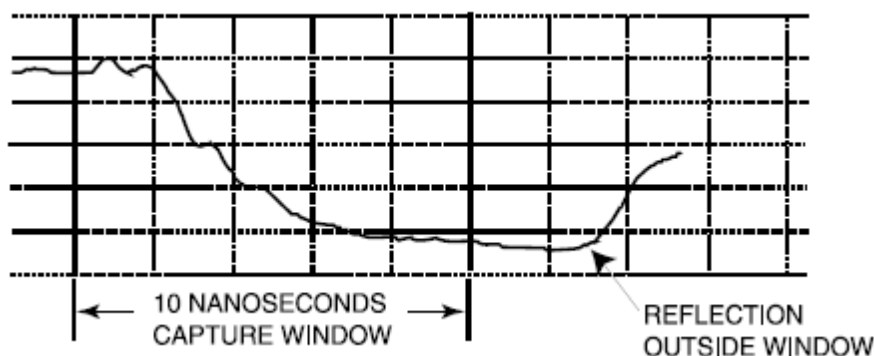 10 NANOSECONDS
CAPTURE WINDOW
REFLECTION
OUTSIDE WINDOW